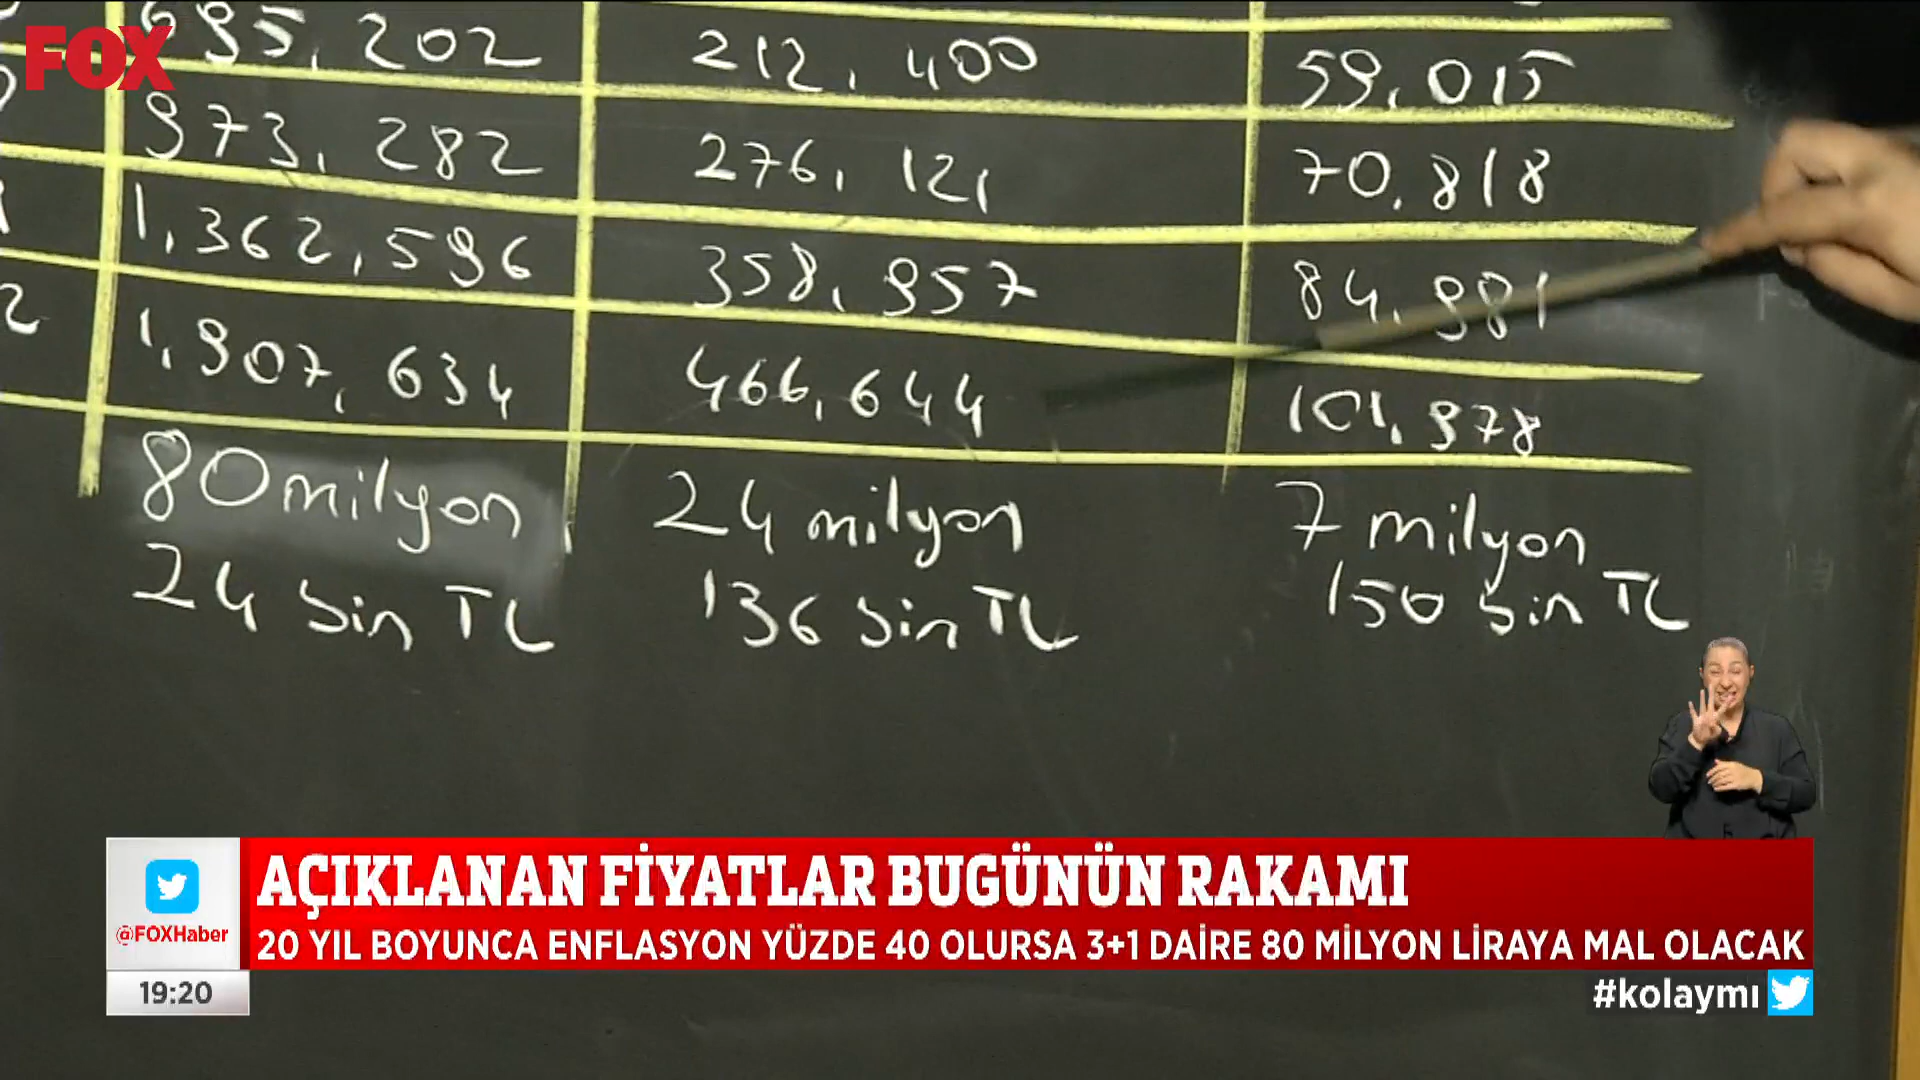 FOX
695,202 212,400 59,015
973,282 276,121 70,818
1,362,596 358,957 84,981
2 1,907,634 466,644 101,978
80 milyon 24 milyon 7 milyon
24 bin TL 136 bin TL 150 bin TL
AÇIKLANAN FİYATLAR BUGÜNÜN RAKAMI
@FOXHaber
20 YIL BOYUNCA ENFLASYON YÜZDE 40 OLURSA 3+1 DAİRE 80 MİLYON LİRAYA MAL OLACAK
19:20
#kolaymı